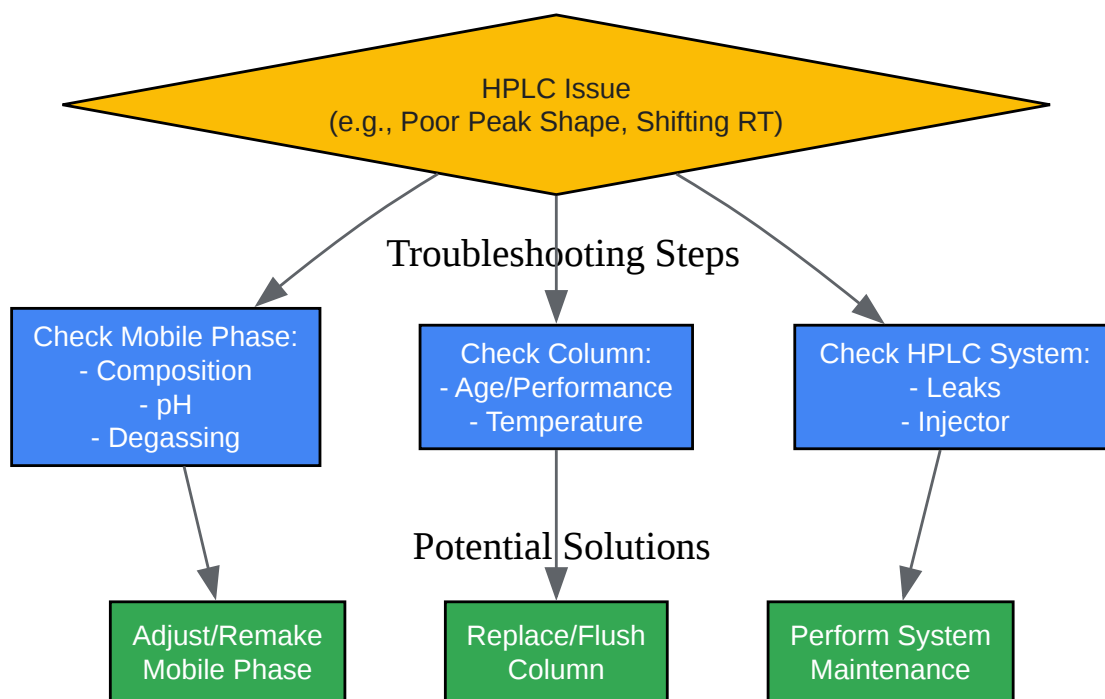 HPLC Issue
(e.g., Poor Peak Shape, Shifting RT)
Troubleshooting Steps
Check Mobile Phase:
- Composition
- pH
- Degassing
Check Column:
- Age/Performance
- Temperature
Check HPLC System:
- Leaks
- Injector
Potential Solutions
Adjust/Remake
Mobile Phase
Replace/Flush
Column
Perform System
Maintenance